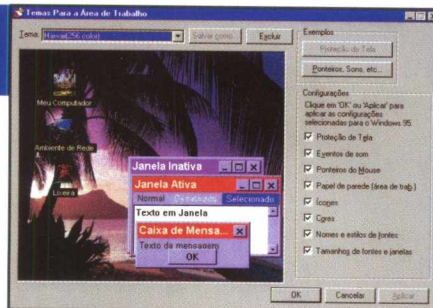 Temas Para a Área de Trabalho
Tema: Hawaii(256 color)
Salvar como...
Excluir
Exemplos
Proteção de Tela
Ponteiros, Sons, etc...
Configurações
Clique em 'OK' ou 'Aplicar' para
aplicar as configurações
selecionadas para o Windows 95.
Proteção de Tela
Eventos de som
Ponteiros do Mouse
Papel de parede (área de trab.)
Ícones
Cores
Nomes e estilos de fontes
Tamanhos de fontes e janelas
Meu Computador
Ambiente de Rede
Lixeira
Janela Inativa
Janela Ativa
Normal Desativado Selecionado
Texto em Janela
Caixa de Mensa...
Texto da mensagem
OK
OK Cancelar Aplicar